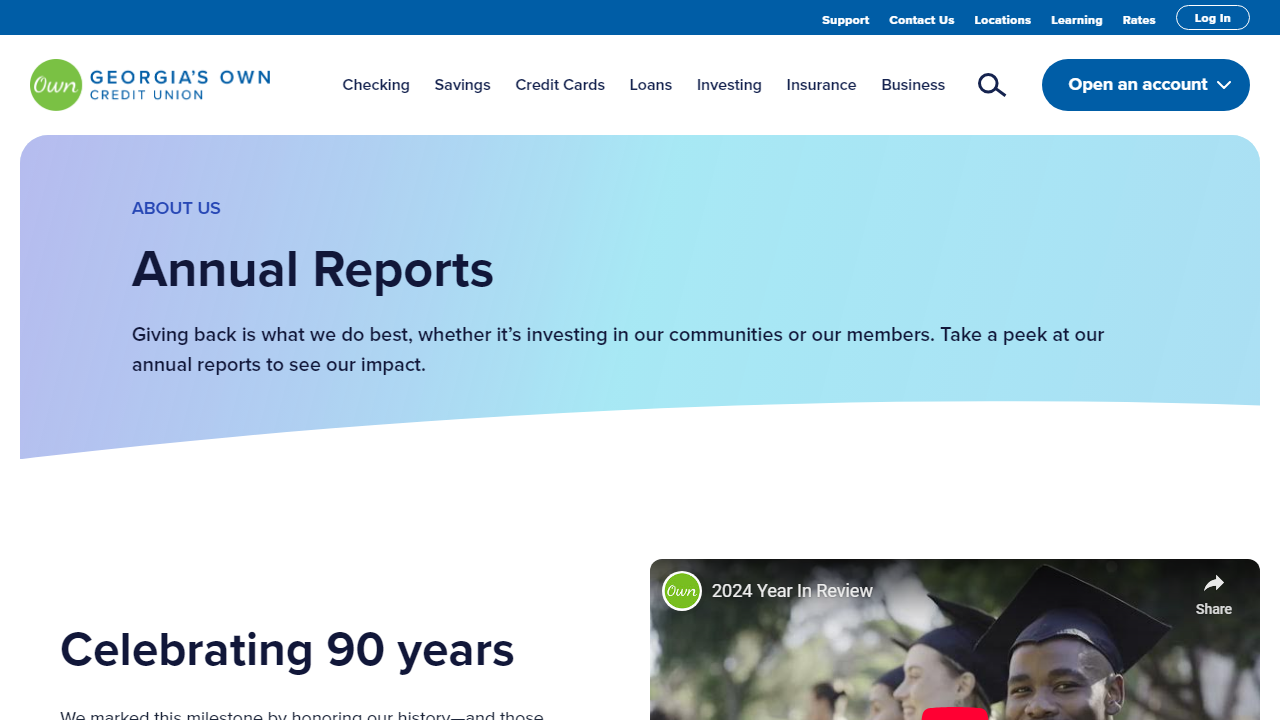 Support Contact Us Locations Learning Rates Log In
Own GEORGIA'S OWN
CREDIT UNION
Checking Savings Credit Cards Loans Investing Insurance Business Open an account
ABOUT US
Annual Reports
Giving back is what we do best, whether it’s investing in our communities or our members. Take a peek at our
annual reports to see our impact.
Own 2024 Year In Review Share
Celebrating 90 years
We marked this milestone by honoring our history—and those